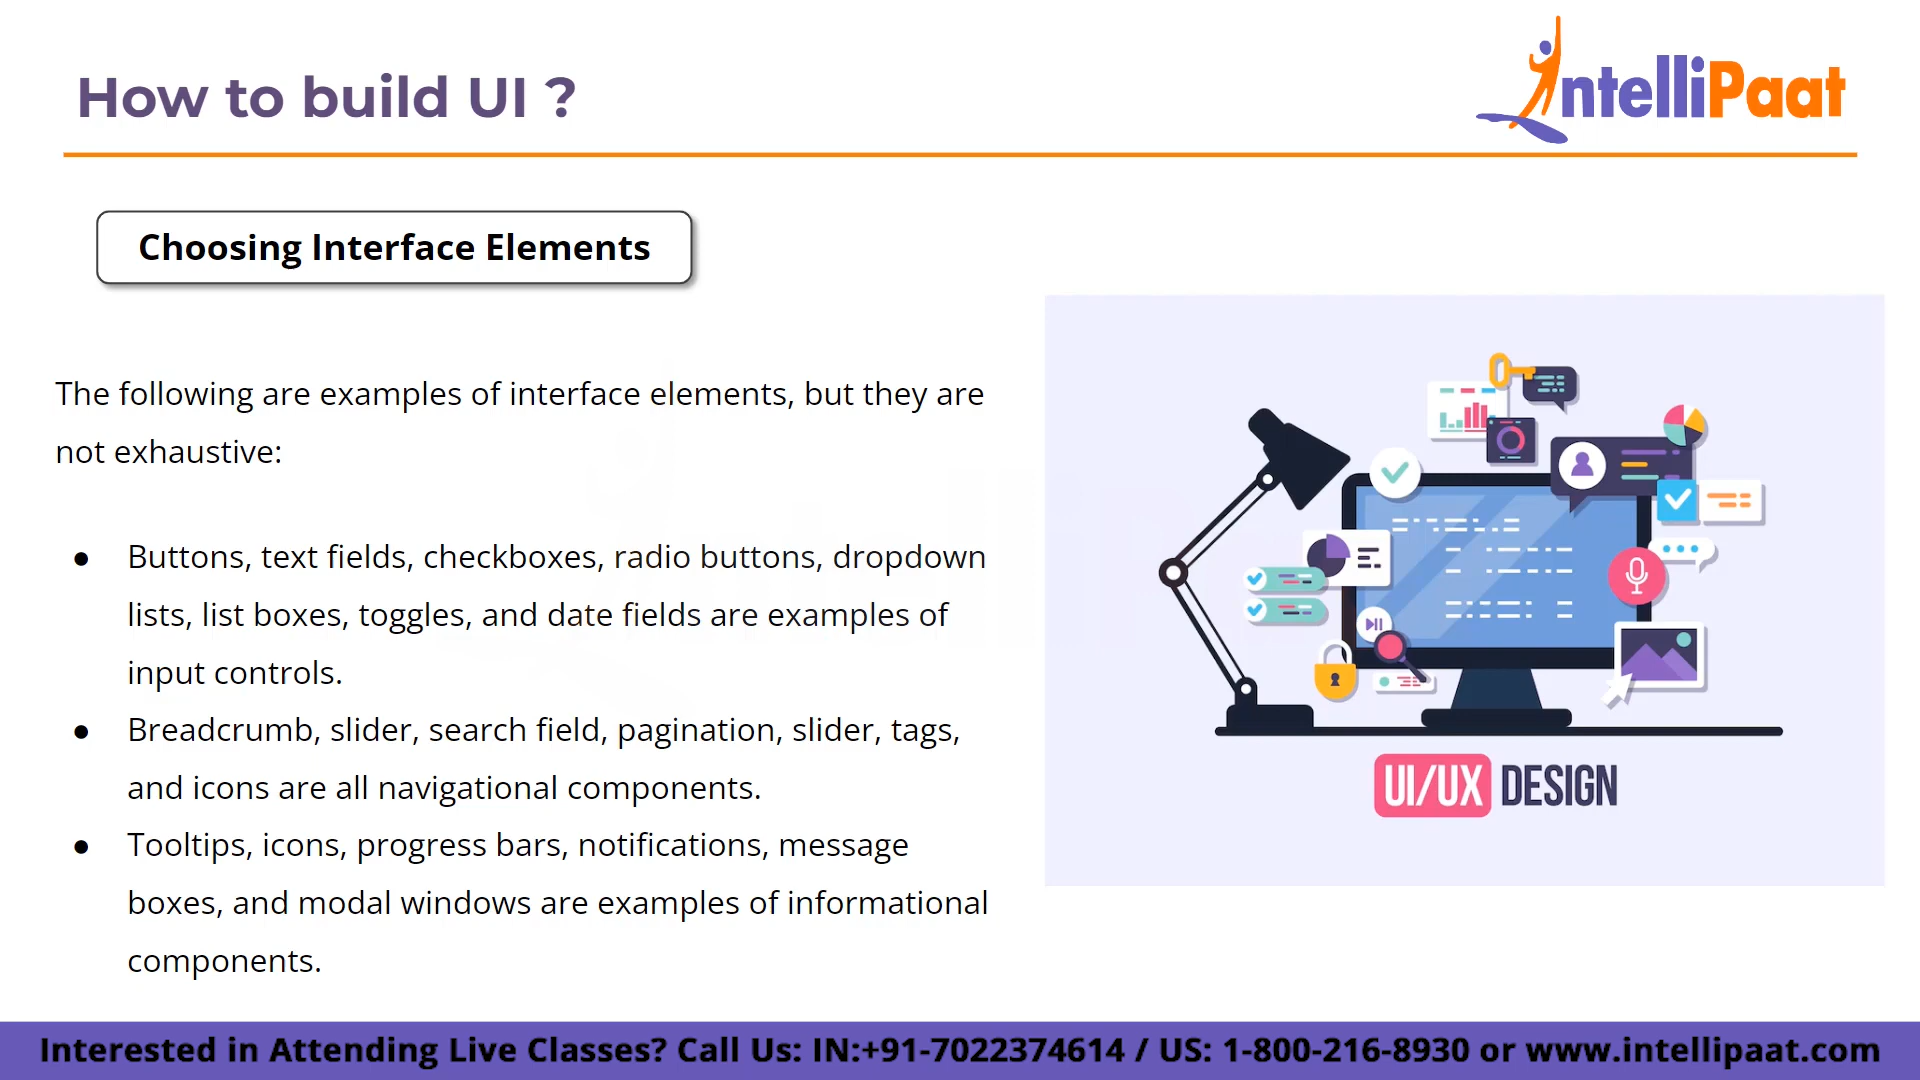 How to build UI ?
IntelliPaat
Choosing Interface Elements
The following are examples of interface elements, but they are
not exhaustive:
● Buttons, text fields, checkboxes, radio buttons, dropdown
lists, list boxes, toggles, and date fields are examples of
input controls.
● Breadcrumb, slider, search field, pagination, slider, tags,
and icons are all navigational components.
● Tooltips, icons, progress bars, notifications, message
boxes, and modal windows are examples of informational
components.
UI/UX DESIGN
Interested in Attending Live Classes? Call Us: IN:+91-7022374614 / US: 1-800-216-8930 or www.intellipaat.com